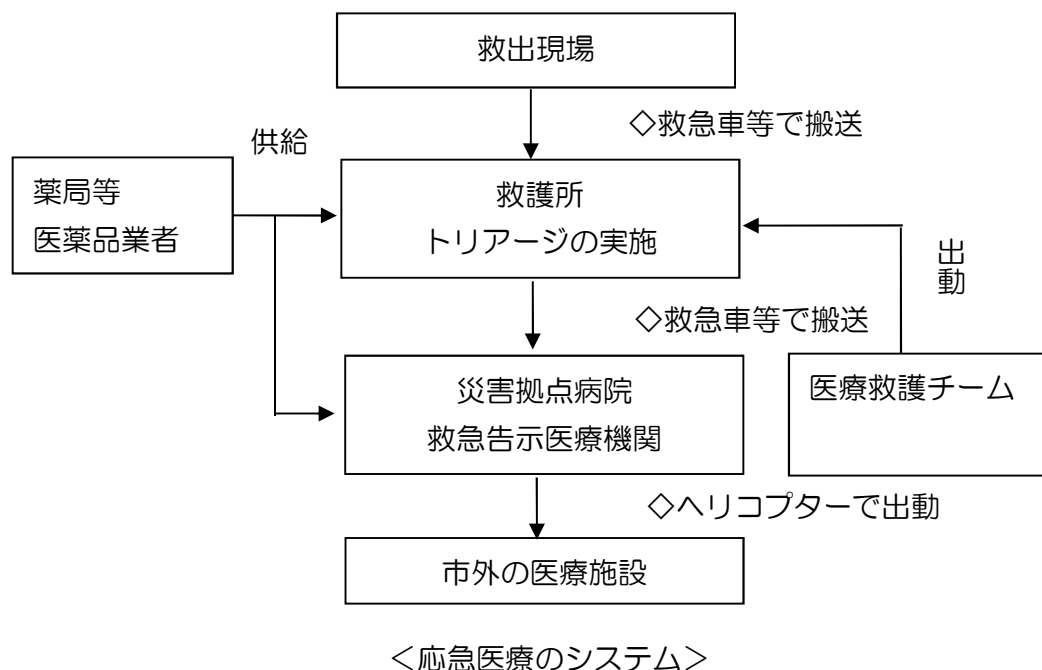 救出現場
◇救急車等で搬送
供給
薬局等
医薬品業者
救護所
トリアージの実施
出動
◇救急車等で搬送
災害拠点病院
救急告示医療機関
医療救護チーム
◇ヘリコプターで出動
市外の医療施設
＜応急医療のシステム＞